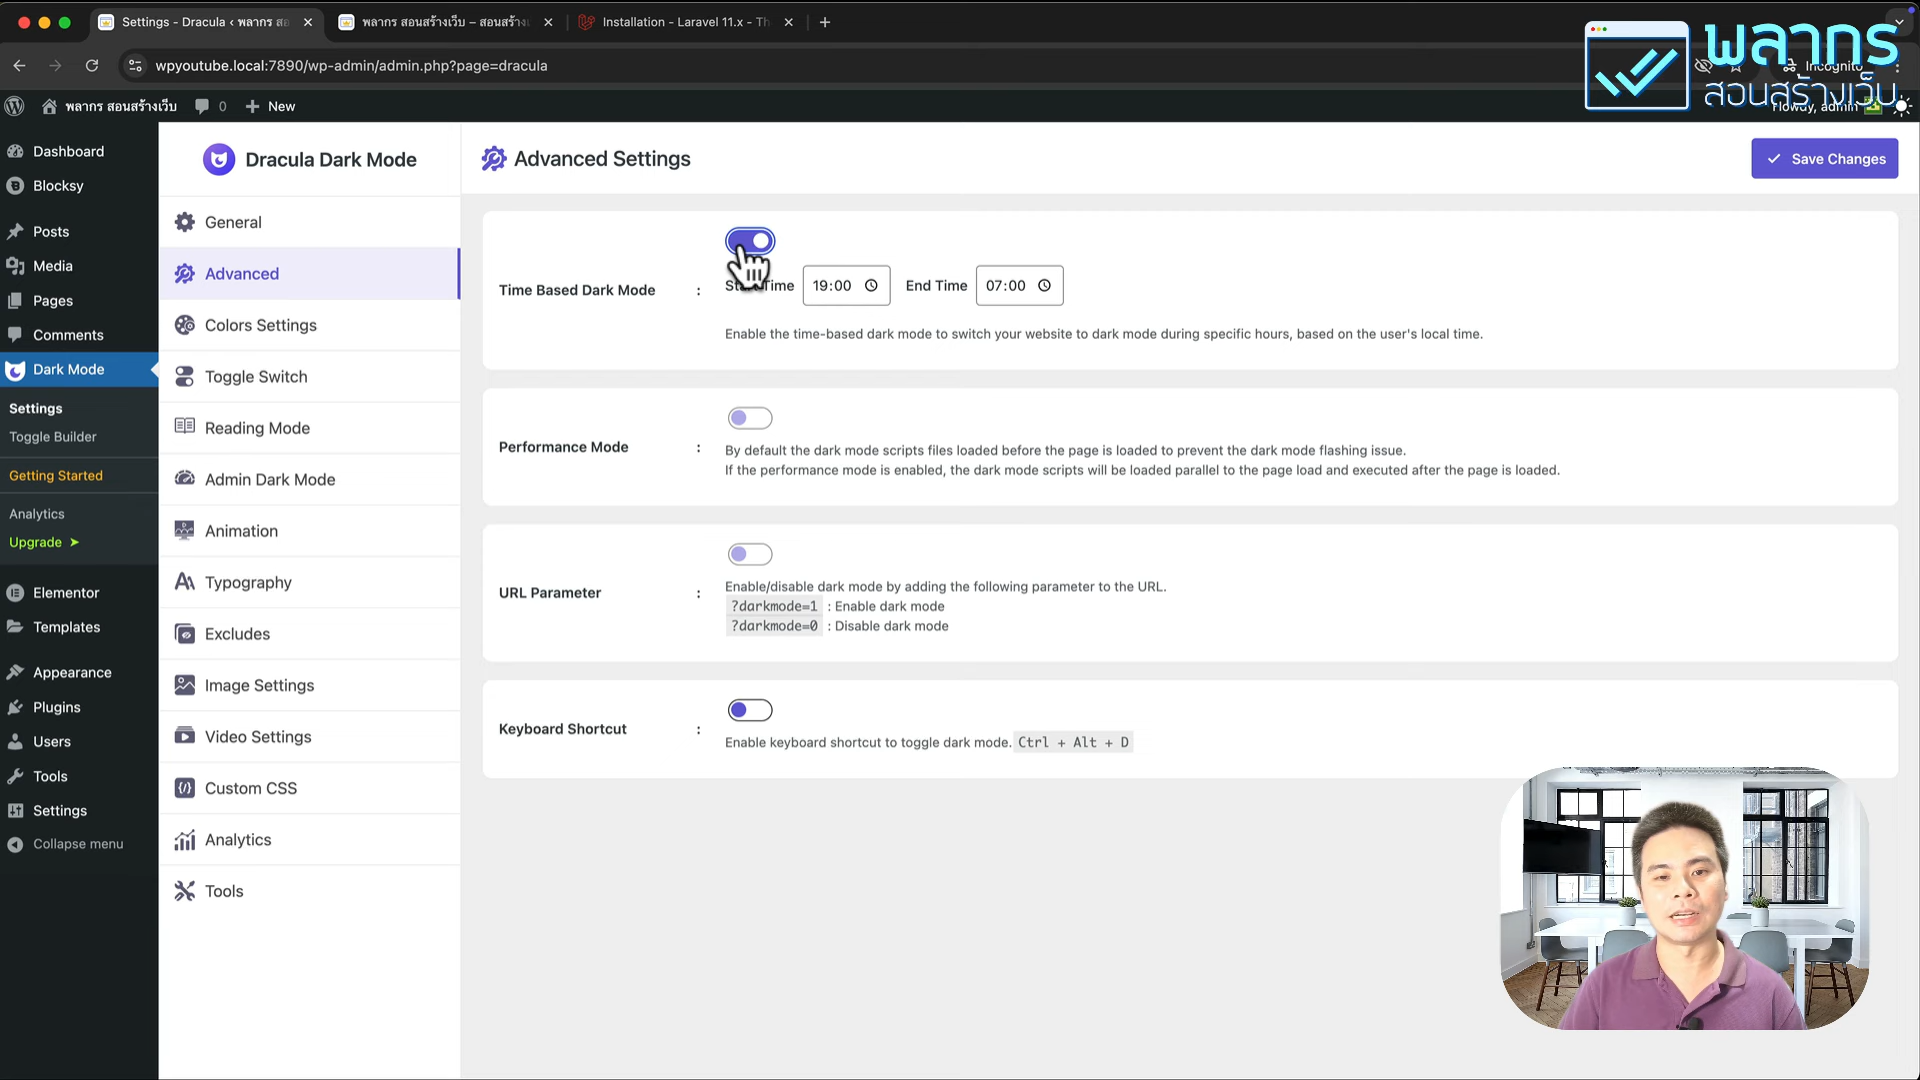 Settings - Dracula ‹ พลากร สอ
พลากร สอนสร้างเว็บ – สอนสร้าง
Installation - Laravel 11.x - Th
wpyoutube.local:7890/wp-admin/admin.php?page=dracula
Incognito
พลากร
สอนสร้างเว็บ
พลากร สอนสร้างเว็บ
0
New
Howdy, admin
Dashboard
Blocksy
Posts
Media
Pages
Comments
Dark Mode
Settings
Toggle Builder
Getting Started
Analytics
Upgrade ➤
Elementor
Templates
Appearance
Plugins
Users
Tools
Settings
Collapse menu
Dracula Dark Mode
General
Advanced
Colors Settings
Toggle Switch
Reading Mode
Admin Dark Mode
Animation
Typography
Excludes
Image Settings
Video Settings
Custom CSS
Analytics
Tools
Advanced Settings
Save Changes
Time Based Dark Mode :
Start Time 19:00 End Time 07:00
Enable the time-based dark mode to switch your website to dark mode during specific hours, based on the user's local time.
Performance Mode :
By default the dark mode scripts files loaded before the page is loaded to prevent the dark mode flashing issue.
If the performance mode is enabled, the dark mode scripts will be loaded parallel to the page load and executed after the page is loaded.
URL Parameter :
Enable/disable dark mode by adding the following parameter to the URL.
?darkmode=1 : Enable dark mode
?darkmode=0 : Disable dark mode
Keyboard Shortcut :
Enable keyboard shortcut to toggle dark mode. Ctrl + Alt + D